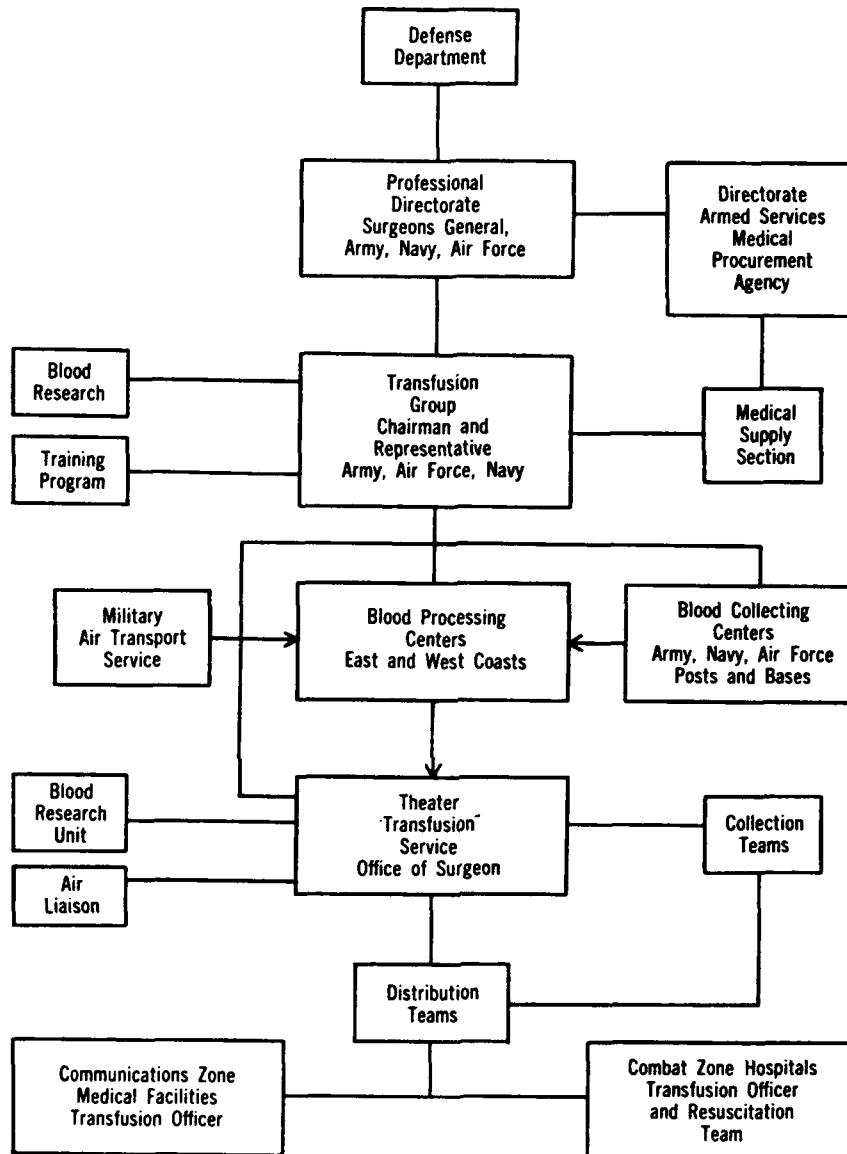 Defense
Department
Professional
Directorate
Surgeons General,
Army, Navy, Air Force
Directorate
Armed Services
Medical
Procurement
Agency
Blood
Research
Training
Program
Transfusion
Group
Chairman and
Representative
Army, Air Force, Navy
Medical
Supply
Section
Military
Air Transport
Service
Blood Processing
Centers
East and West Coasts
Blood Collecting
Centers
Army, Navy, Air Force
Posts and Bases
Blood
Research
Unit
Air
Liaison
Theater
"Transfusion"
Service
Office of Surgeon
Collection
Teams
Distribution
Teams
Communications Zone
Medical Facilities
Transfusion Officer
Combat Zone Hospitals
Transfusion Officer
and Resuscitation
Team